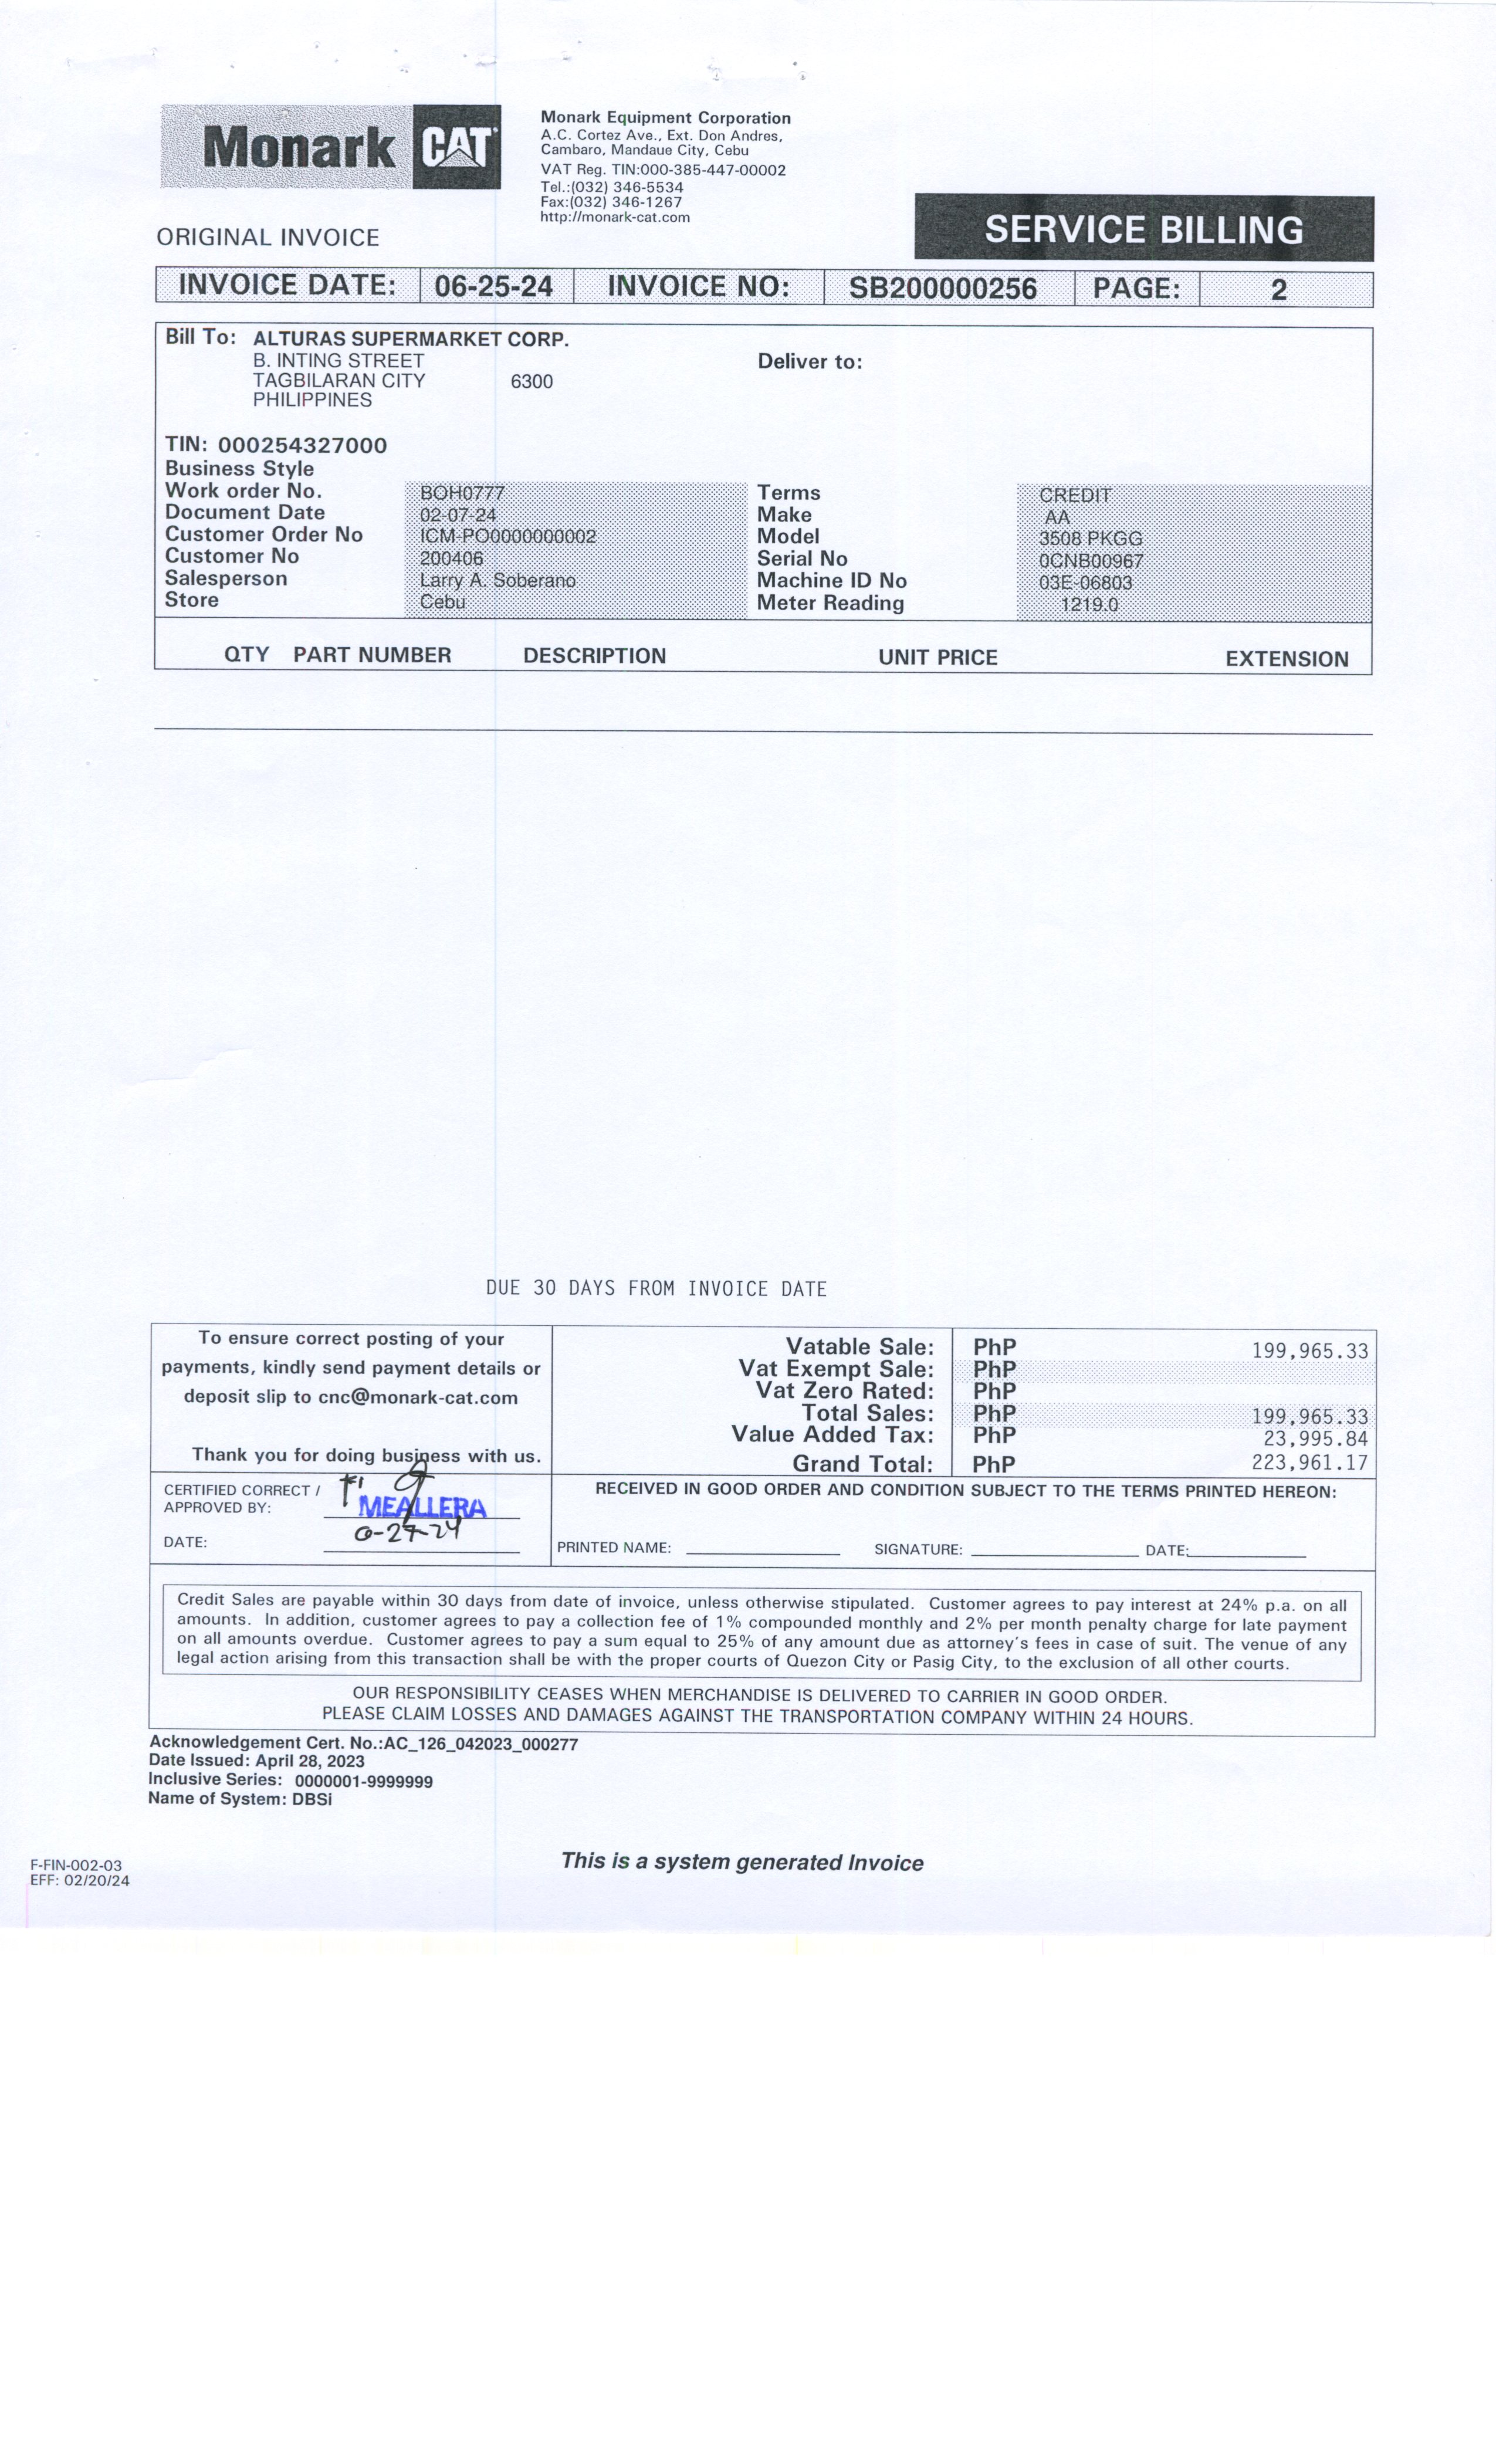 Monark CAT
Monark Equipment Corporation
A.C. Cortez Ave., Ext. Don Andres,
Cambaro, Mandaue City, Cebu
VAT Reg. TIN:000-385-447-00002
Tel.:(032) 346-5534
Fax:(032) 346-1267
http://monark-cat.com
SERVICE BILLING
ORIGINAL INVOICE
INVOICE DATE: 06-25-24 INVOICE NO: SB200000256 PAGE: 2
Bill To: ALTURAS SUPERMARKET CORP.
B. INTING STREET
Deliver to:
TAGBILARAN CITY 6300
PHILIPPINES
TIN: 000254327000
Business Style
Work order No. BOH0777 Terms CREDIT
Document Date 02-07-24 Make AA
Customer Order No ICM-PO0000000002 Model 3508 PKGG
Customer No 200406 Serial No 0CNB00967
Salesperson Larry A. Soberano Machine ID No 03E-06803
Store Cebu Meter Reading 1219.0
QTY PART NUMBER DESCRIPTION UNIT PRICE EXTENSION
DUE 30 DAYS FROM INVOICE DATE
To ensure correct posting of your
payments, kindly send payment details or
deposit slip to cnc@monark-cat.com
Thank you for doing business with us.
Vatable Sale: PhP 199,965.33
Vat Exempt Sale: PhP
Vat Zero Rated: PhP
Total Sales: PhP 199,965.33
Value Added Tax: PhP 23,995.84
Grand Total: PhP 223,961.17
CERTIFIED CORRECT /
APPROVED BY: MEALLERA
DATE:
RECEIVED IN GOOD ORDER AND CONDITION SUBJECT TO THE TERMS PRINTED HEREON:
PRINTED NAME: SIGNATURE: DATE:
Credit Sales are payable within 30 days from date of invoice, unless otherwise stipulated. Customer agrees to pay interest at 24% p.a. on all
amounts. In addition, customer agrees to pay a collection fee of 1% compounded monthly and 2% per month penalty charge for late payment
on all amounts overdue. Customer agrees to pay a sum equal to 25% of any amount due as attorney's fees in case of suit. The venue of any
legal action arising from this transaction shall be with the proper courts of Quezon City or Pasig City, to the exclusion of all other courts.
OUR RESPONSIBILITY CEASES WHEN MERCHANDISE IS DELIVERED TO CARRIER IN GOOD ORDER.
PLEASE CLAIM LOSSES AND DAMAGES AGAINST THE TRANSPORTATION COMPANY WITHIN 24 HOURS.
Acknowledgement Cert. No.:AC_126_042023_000277
Date Issued: April 28, 2023
Inclusive Series: 0000001-9999999
Name of System: DBSi
This is a system generated Invoice
F-FIN-002-03
EFF: 02/20/24